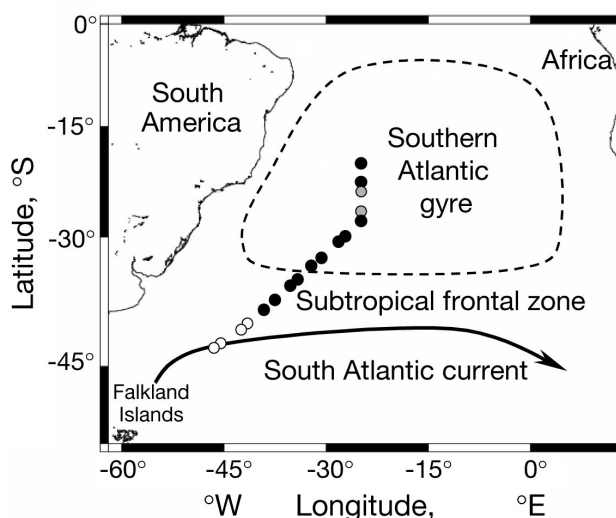 0°
Africa
South
America
-15°
Southern
Atlantic
gyre
Latitude, °S
-30°
Subtropical frontal zone
-45°
South Atlantic current
Falkland
Islands
-60° -45° -30° -15° 0°
°W Longitude, °E